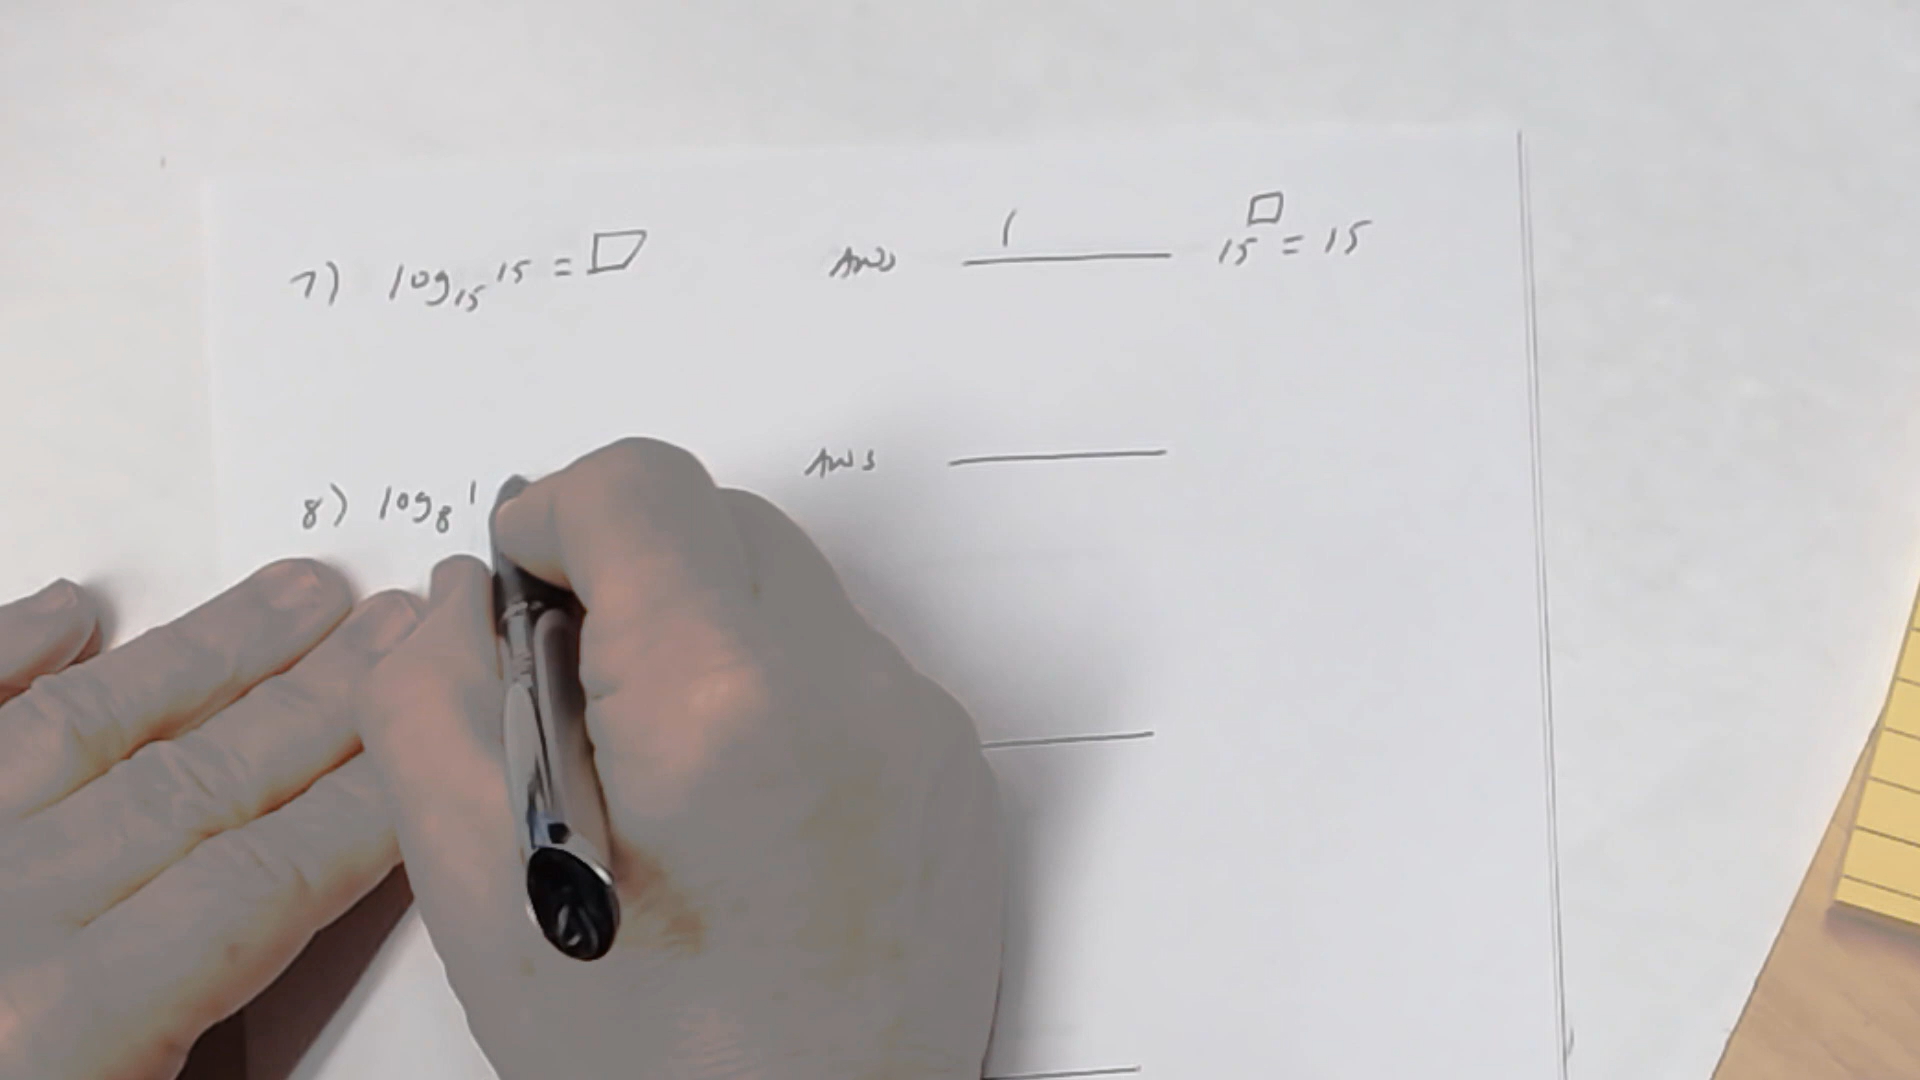 7) log₁₅ 15 = □ Ans 1 15^□ = 15
8) log₈ 1 Ans